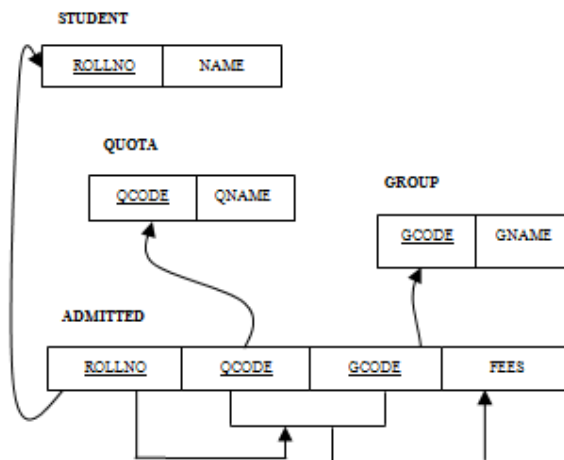 STUDENT
ROLLNO NAME
QUOTA
QCODE QNAME
GROUP
GCODE GNAME
ADMITTED
ROLLNO QCODE GCODE FEES